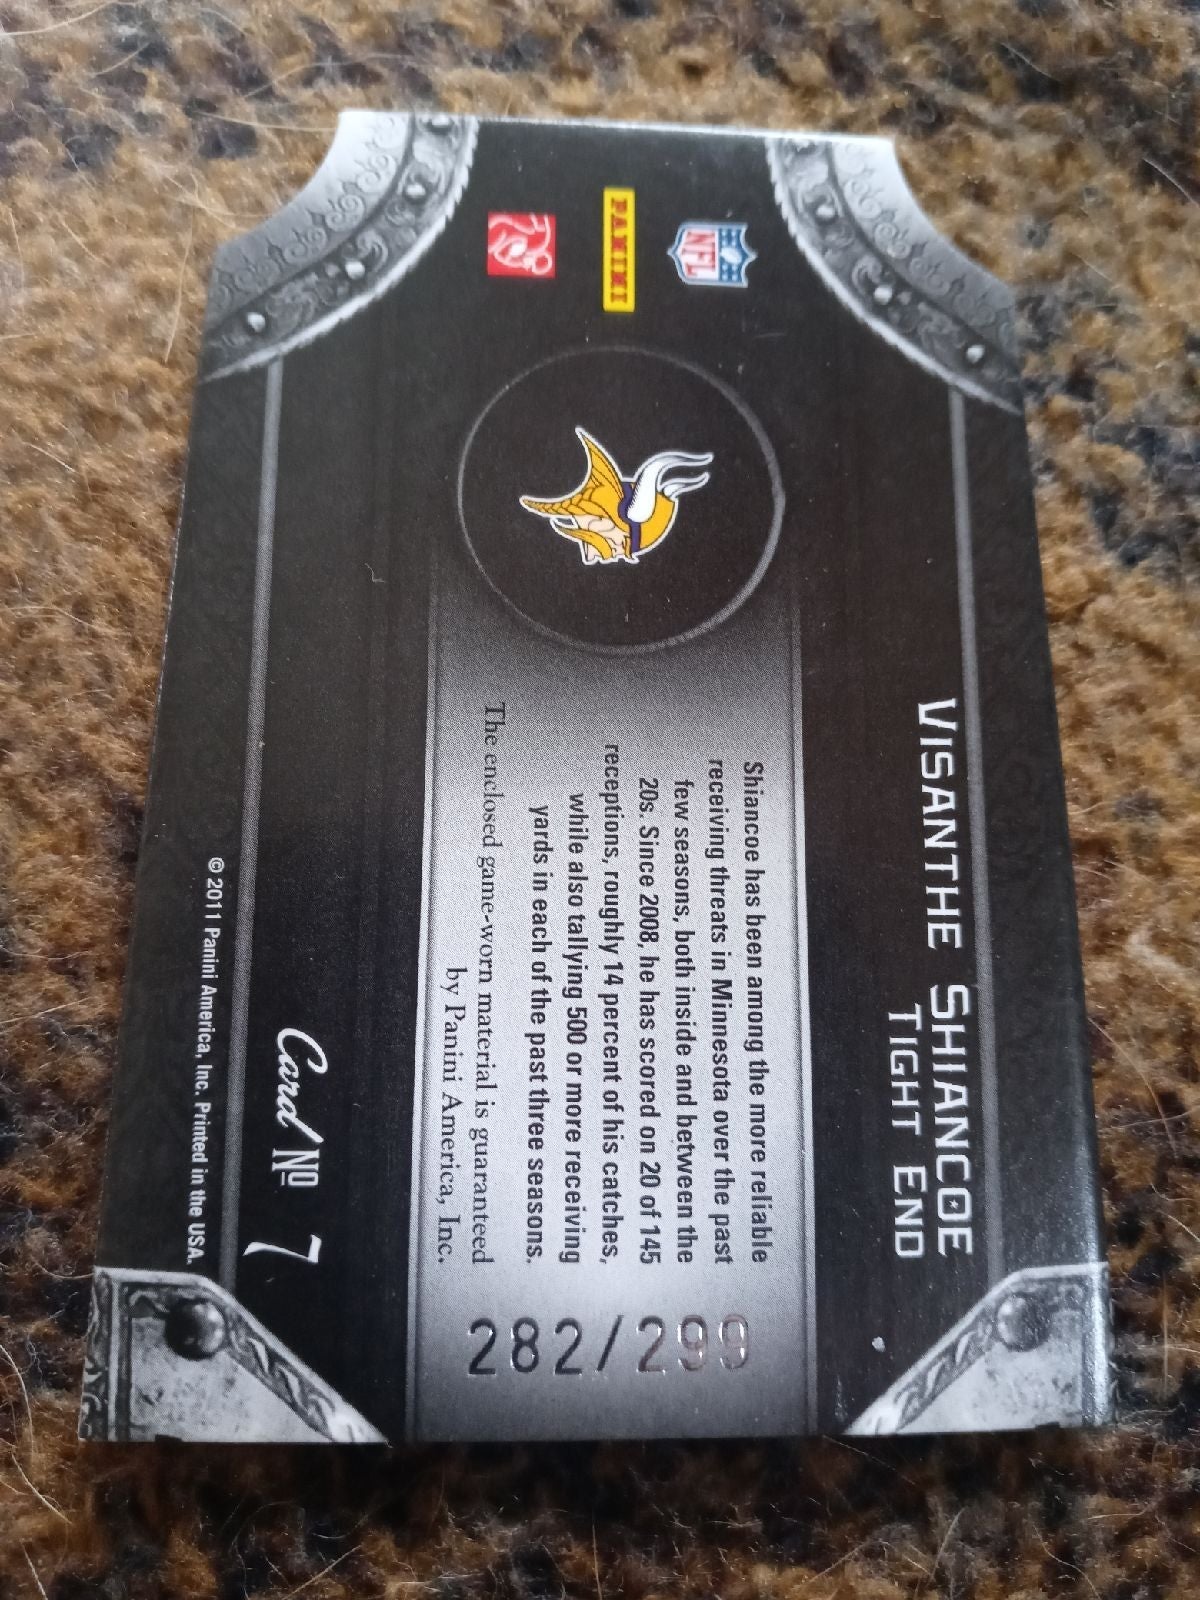 VISANTHE SHIANCOE
TIGHT END
NFL
PANINI
Shiancoe has been among the more reliable
receiving threats in Minnesota over the past
few seasons, both inside and between the
20s. Since 2008, he has scored on 20 of 145
receptions, roughly 14 percent of his catches,
while also tallying 500 or more receiving
yards in each of the past three seasons.
The enclosed game-worn material is guaranteed
by Panini America, Inc.
282/299
Card No 7
© 2011 Panini America, Inc. Printed in the USA.